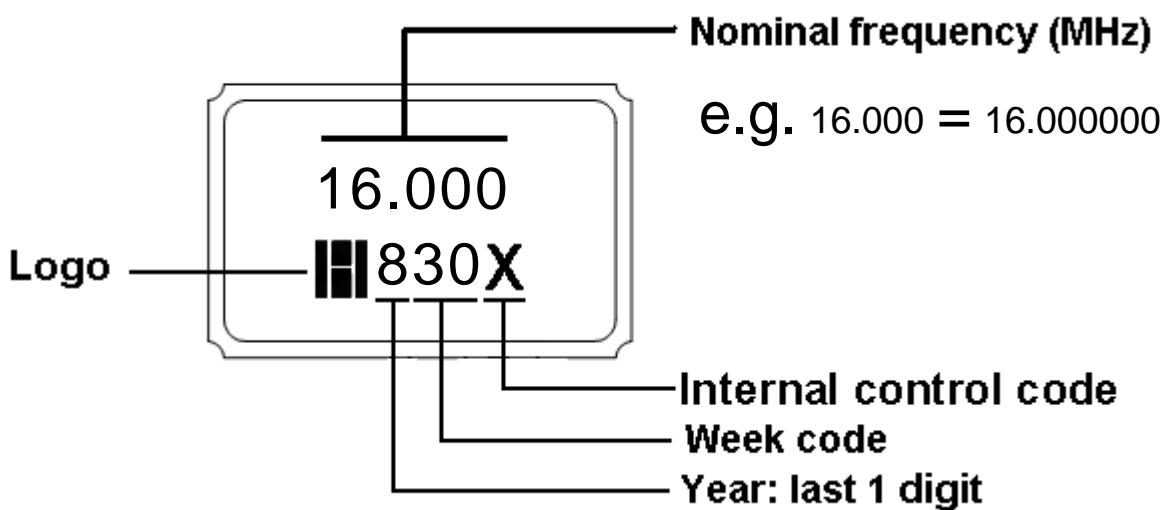 Nominal frequency (MHz)
e.g. 16.000 = 16.000000
16.000
Logo
830X
Internal control code
Week code
Year: last 1 digit